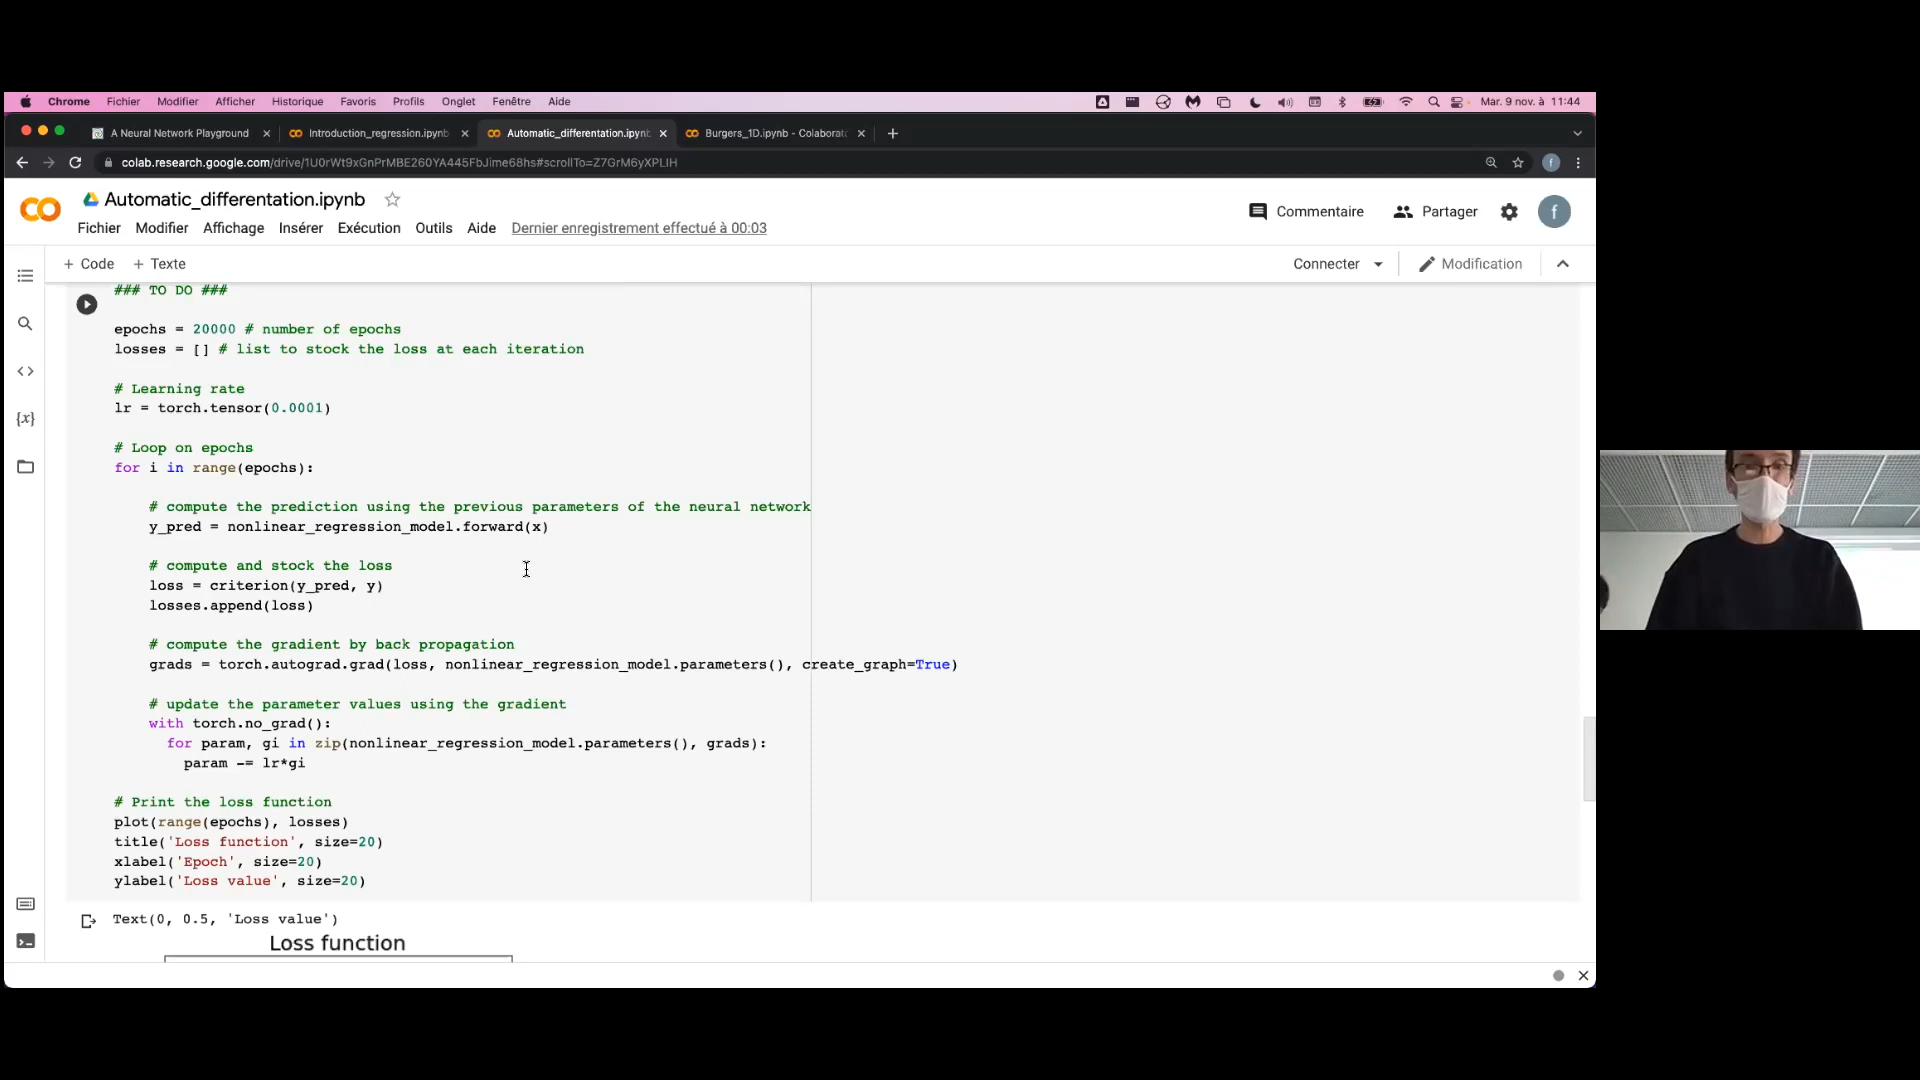 Chrome Fichier Modifier Afficher Historique Favoris Profils Onglet Fenêtre Aide Mar. 9 nov. à 11:44
A Neural Network Playground Introduction_regression.ipynb Automatic_differentation.ipynb Burgers_1D.ipynb - Colaborato
colab.research.google.com/drive/1U0rWt9xGnPrMBE260YA445FbJime68hs#scrollTo=Z7GrM6yXPLIH f
Automatic_differentation.ipynb
Commentaire Partager f
Fichier Modifier Affichage Insérer Exécution Outils Aide Dernier enregistrement effectué à 00:03
+ Code + Texte Connecter Modification
### TO DO ###
epochs = 20000 # number of epochs
losses = [] # list to stock the loss at each iteration
# Learning rate
lr = torch.tensor(0.0001)
# Loop on epochs
for i in range(epochs):
# compute the prediction using the previous parameters of the neural network
y_pred = nonlinear_regression_model.forward(x)
# compute and stock the loss
loss = criterion(y_pred, y)
losses.append(loss)
# compute the gradient by back propagation
grads = torch.autograd.grad(loss, nonlinear_regression_model.parameters(), create_graph=True)
# update the parameter values using the gradient
with torch.no_grad():
for param, gi in zip(nonlinear_regression_model.parameters(), grads):
param -= lr*gi
# Print the loss function
plot(range(epochs), losses)
title('Loss function', size=20)
xlabel('Epoch', size=20)
ylabel('Loss value', size=20)
Text(0, 0.5, 'Loss value')
Loss function